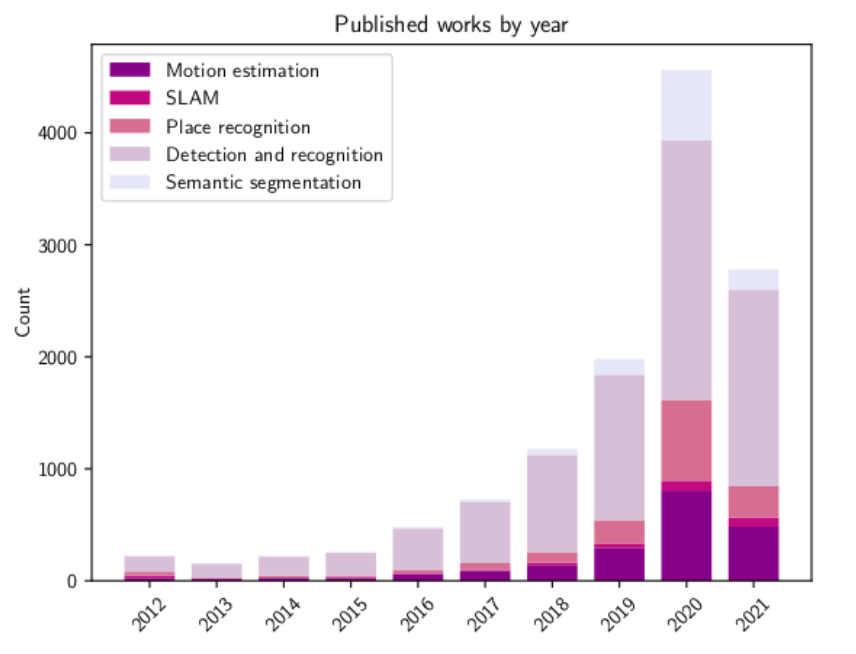 Published works by year
Motion estimation
SLAM
Place recognition
Detection and recognition
Semantic segmentation
Count
4000
3000
2000
1000
0
2012
2013
2014
2015
2016
2017
2018
2019
2020
2021